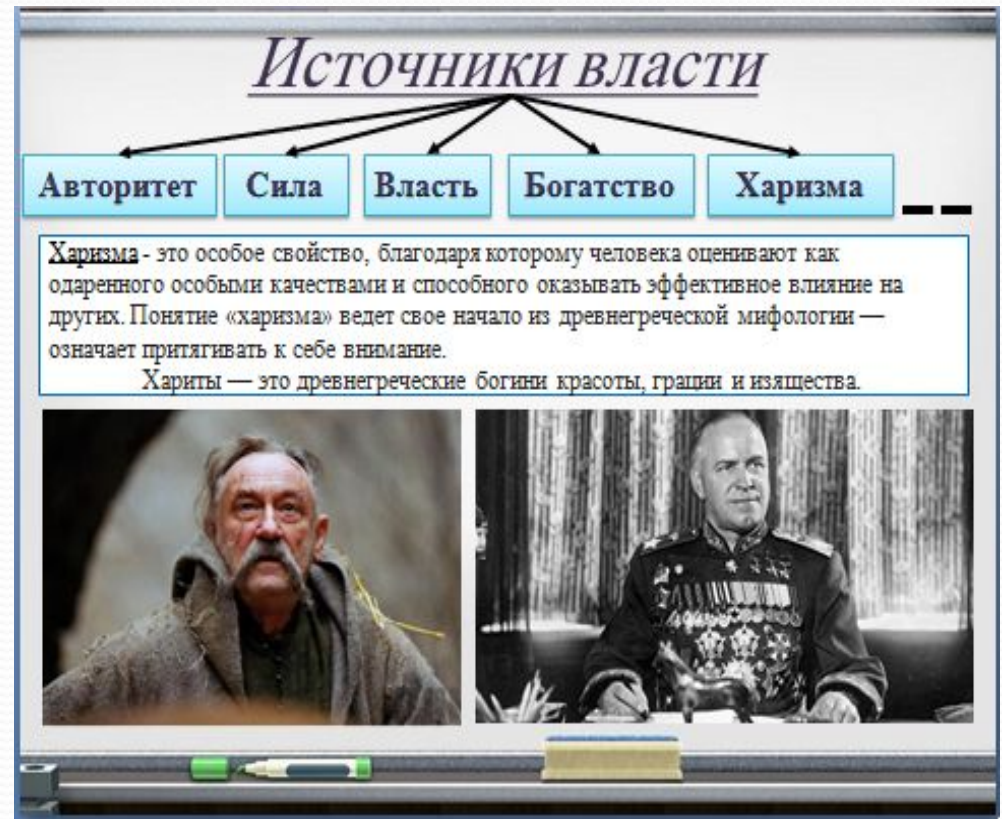 Источники власти
Авторитет Сила Власть Богатство Харизма
Харизма - это особое свойство, благодаря которому человека оценивают как
одаренного особыми качествами и способного оказывать эффективное влияние на
других. Понятие «харизма» ведет свое начало из древнегреческой мифологии —
означает притягивать к себе внимание.
Хариты — это древнегреческие богини красоты, грации и изящества.